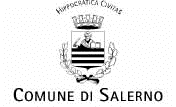 HIPPOCRATICA CIVITAS
COMUNE DI SALERNO